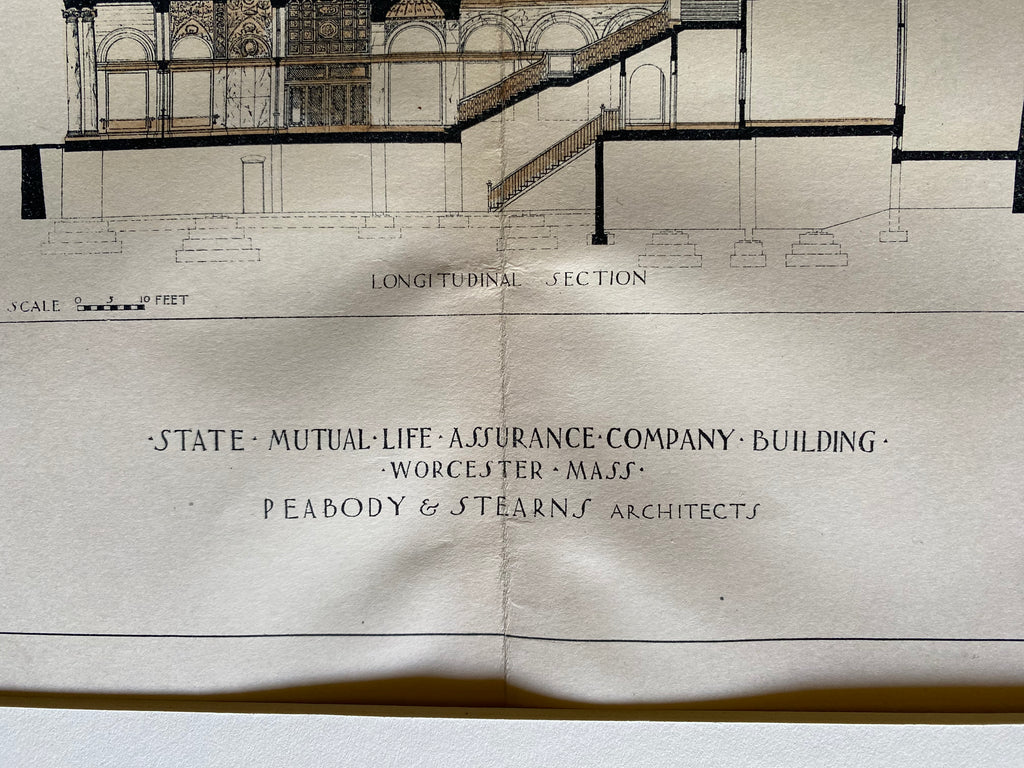 LONGITUDINAL SECTION
SCALE 0 5 10 FEET
·STATE · MUTUAL · LIFE · ASSURANCE · COMPANY · BUILDING ·
· WORCESTER · MASS ·
PEABODY & STEARNS ARCHITECTS